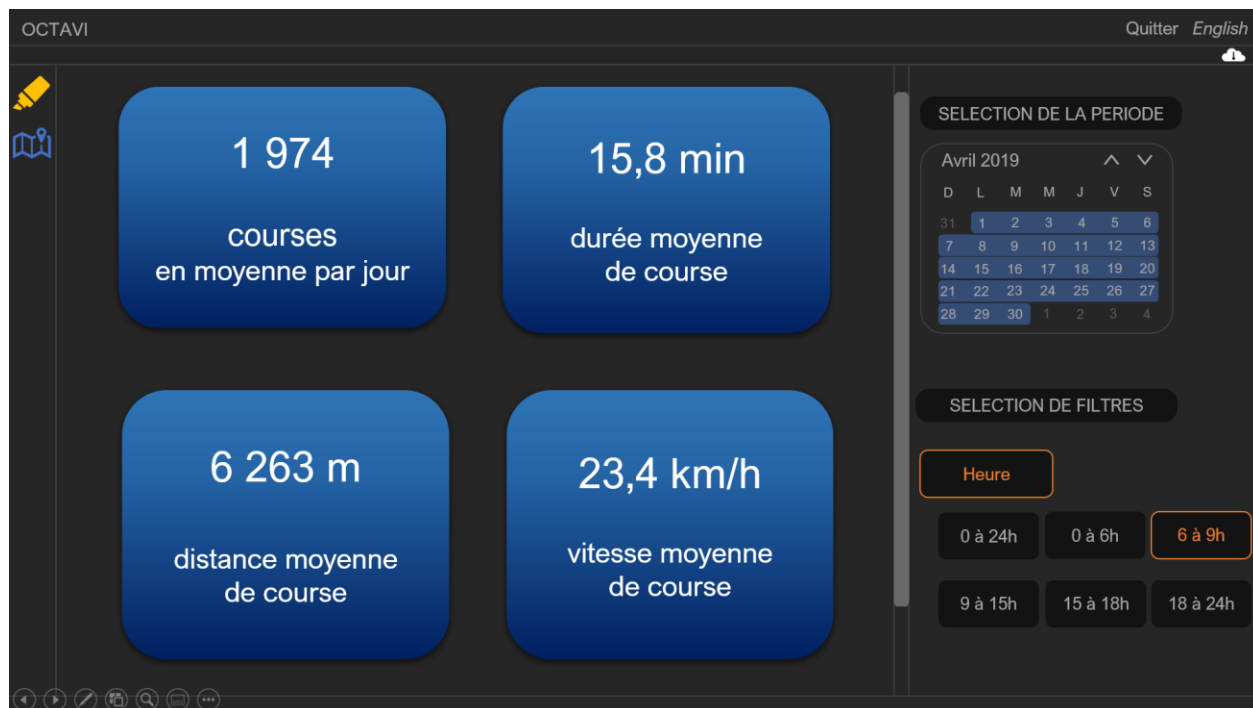 OCTAVI
Quitter English
1 974
courses
en moyenne par jour
15,8 min
durée moyenne
de course
6 263 m
distance moyenne
de course
23,4 km/h
vitesse moyenne
de course
SELECTION DE LA PERIODE
Avril 2019
D L M M J V S
31 1 2 3 4 5 6
7 8 9 10 11 12 13
14 15 16 17 18 19 20
21 22 23 24 25 26 27
28 29 30 1 2 3 4
SELECTION DE FILTRES
Heure
0 à 24h 0 à 6h 6 à 9h
9 à 15h 15 à 18h 18 à 24h